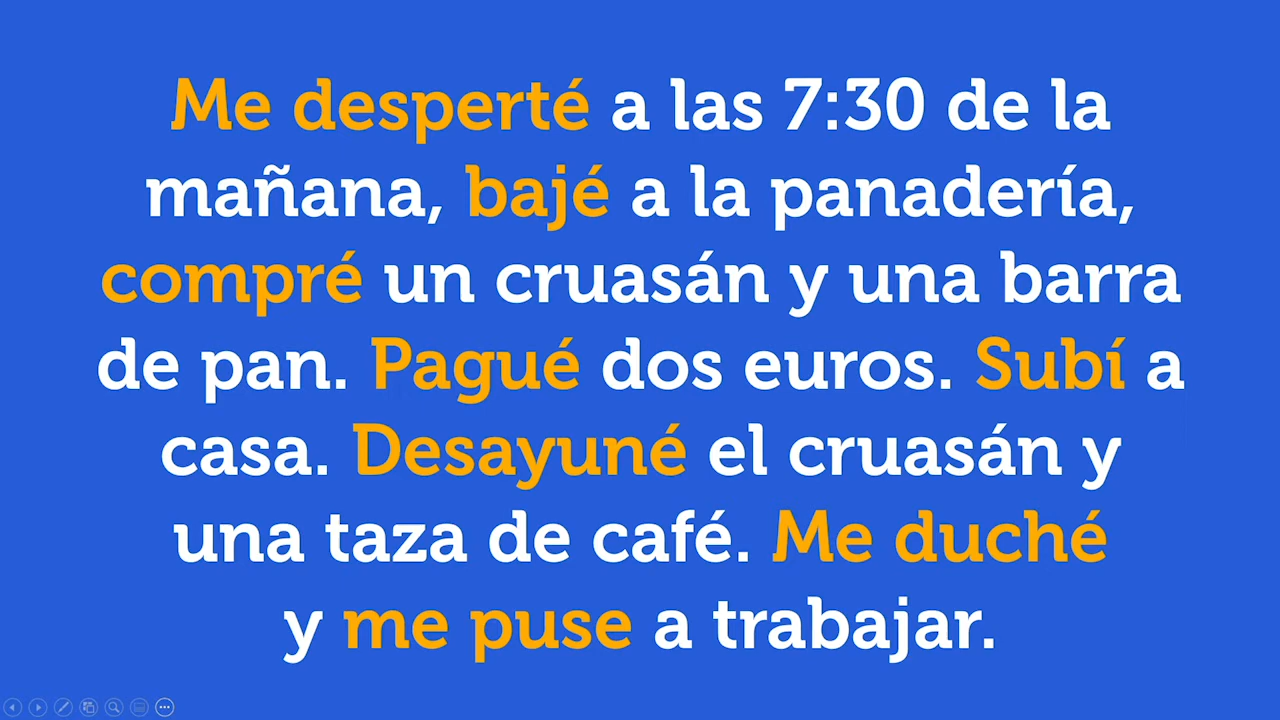 Me desperté a las 7:30 de la
mañana, bajé a la panadería,
compré un cruasán y una barra
de pan. Pagué dos euros. Subí a
casa. Desayuné el cruasán y
una taza de café. Me duché
y me puse a trabajar.